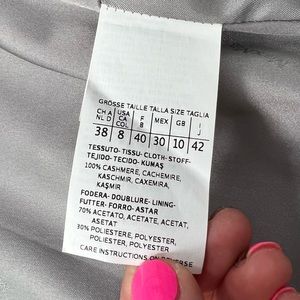 GRÖSSE TAILLE TALLA SIZE TAGLIA
CH A USA F MEX GB I
NL D CA B J
COL
38 8 40 30 10 42
TESSUTO-TISSU-CLOTH-STOFF-
TEJIDO-TECIDO-KUMAŞ
100% CASHMERE, CACHEMIRE,
KASCHMIR, CAXEMIRA,
KAŞMIR
FODERA-DOUBLURE-LINING-
FUTTER-FORRO-ASTAR
70% ACETATO, ACETATE, ACETAT,
ASETAT
30% POLIESTERE, POLYESTER,
POLYESTER, POLYESTER
CARE INSTRUCTIONS ON REVERSE